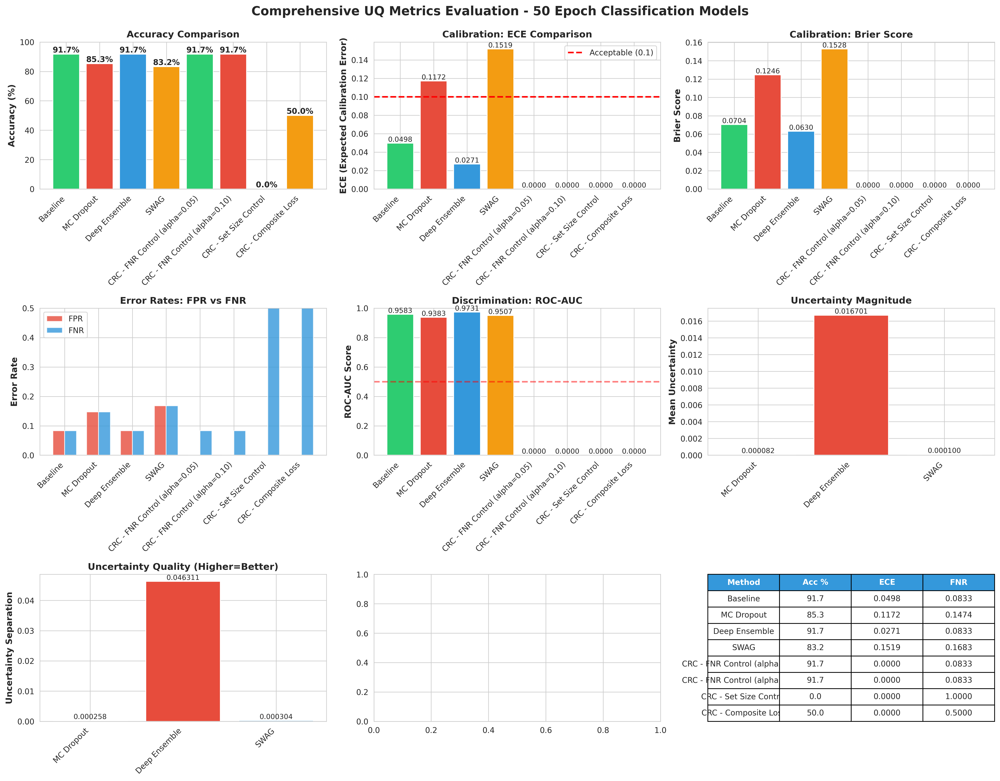 Comprehensive UQ Metrics Evaluation - 50 Epoch Classification Models
Accuracy Comparison
Accuracy (%)
100
80
60
40
20
0
91.7%
85.3%
91.7%
83.2%
91.7%
91.7%
0.0%
50.0%
Baseline
MC Dropout
Deep Ensemble
SWAG
CRC - FNR Control (alpha=0.05)
CRC - FNR Control (alpha=0.10)
CRC - Set Size Control
CRC - Composite Loss
Calibration: ECE Comparison
ECE (Expected Calibration Error)
0.14
0.12
0.10
0.08
0.06
0.04
0.02
0.00
Acceptable (0.1)
0.0498
0.1172
0.0271
0.1519
0.0000
0.0000
0.0000
0.0000
Baseline
MC Dropout
Deep Ensemble
SWAG
CRC - FNR Control (alpha=0.05)
CRC - FNR Control (alpha=0.10)
CRC - Set Size Control
CRC - Composite Loss
Calibration: Brier Score
Brier Score
0.16
0.14
0.12
0.10
0.08
0.06
0.04
0.02
0.00
0.0704
0.1246
0.0630
0.1528
0.0000
0.0000
0.0000
0.0000
Baseline
MC Dropout
Deep Ensemble
SWAG
CRC - FNR Control (alpha=0.05)
CRC - FNR Control (alpha=0.10)
CRC - Set Size Control
CRC - Composite Loss
Error Rates: FPR vs FNR
Error Rate
0.5
0.4
0.3
0.2
0.1
0.0
FPR
FNR
Baseline
MC Dropout
Deep Ensemble
SWAG
CRC - FNR Control (alpha=0.05)
CRC - FNR Control (alpha=0.10)
CRC - Set Size Control
CRC - Composite Loss
Discrimination: ROC-AUC
ROC-AUC Score
1.0
0.8
0.6
0.4
0.2
0.0
0.9583
0.9383
0.9731
0.9507
0.0000
0.0000
0.0000
0.0000
Baseline
MC Dropout
Deep Ensemble
SWAG
CRC - FNR Control (alpha=0.05)
CRC - FNR Control (alpha=0.10)
CRC - Set Size Control
CRC - Composite Loss
Uncertainty Magnitude
Mean Uncertainty
0.016
0.014
0.012
0.010
0.008
0.006
0.004
0.002
0.000
0.000082
0.016701
0.000100
MC Dropout
Deep Ensemble
SWAG
Uncertainty Quality (Higher=Better)
Uncertainty Separation
0.04
0.03
0.02
0.01
0.00
0.000258
0.046311
0.000304
MC Dropout
Deep Ensemble
SWAG
1.0
0.8
0.6
0.4
0.2
0.0
0.0 0.2 0.4 0.6 0.8 1.0
Method Acc % ECE FNR
Baseline 91.7 0.0498 0.0833
MC Dropout 85.3 0.1172 0.1474
Deep Ensemble 91.7 0.0271 0.0833
SWAG 83.2 0.1519 0.1683
CRC - FNR Control (alpha 91.7 0.0000 0.0833
CRC - FNR Control (alpha 91.7 0.0000 0.0833
CRC - Set Size Contr 0.0 0.0000 1.0000
CRC - Composite Los 50.0 0.0000 0.5000